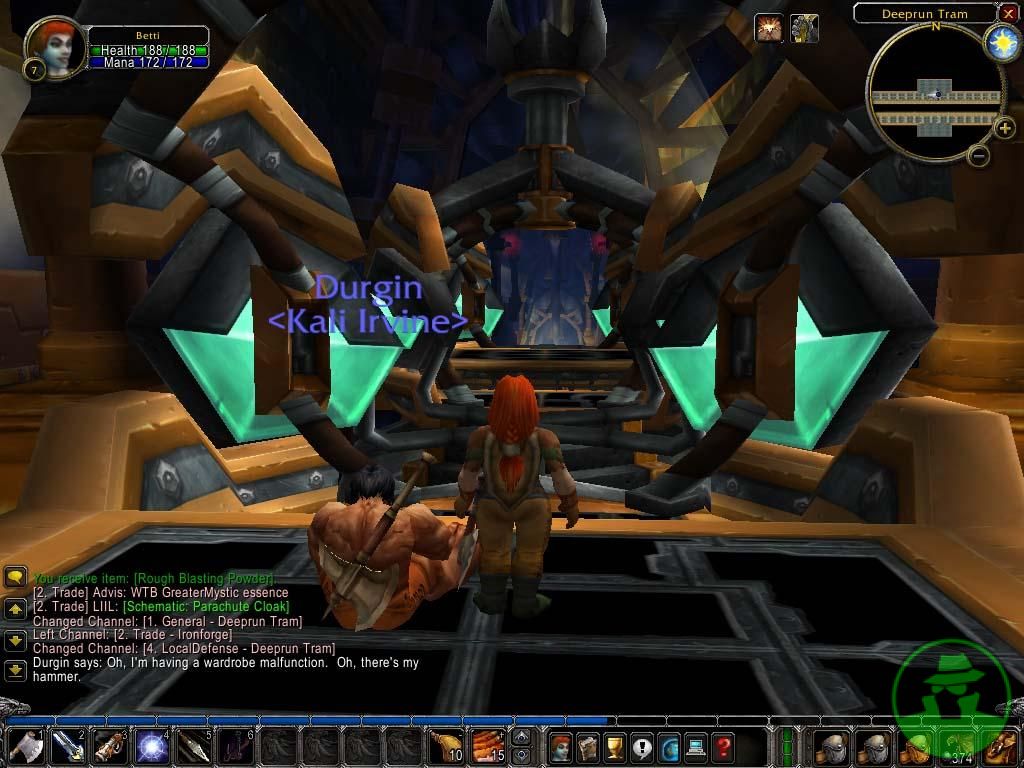 Betti
Health 188 / 188
Mana 172 / 172
7
Deeprun Tram
N
Durgin
<Kali Irvine>
You receive item: [Rough Blasting Powder].
[2. Trade] Advis: WTB GreaterMystic essence
[2. Trade] LIIL: [Schematic: Parachute Cloak]
Changed Channel: [1. General - Deeprun Tram]
Left Channel: [2. Trade - Ironforge]
Changed Channel: [4. LocalDefense - Deeprun Tram]
Durgin says: Oh, I'm having a wardrobe malfunction. Oh, there's my
hammer.
2 3 4 5 6 10 15 374